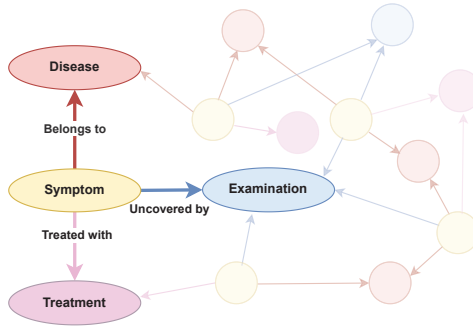 Disease
Belongs to
Symptom
Examination
Uncovered by
Treated with
Treatment